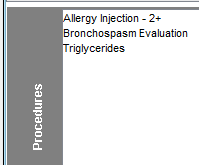 Allergy Injection - 2+
Bronchospasm Evaluation
Triglycerides
Procedures